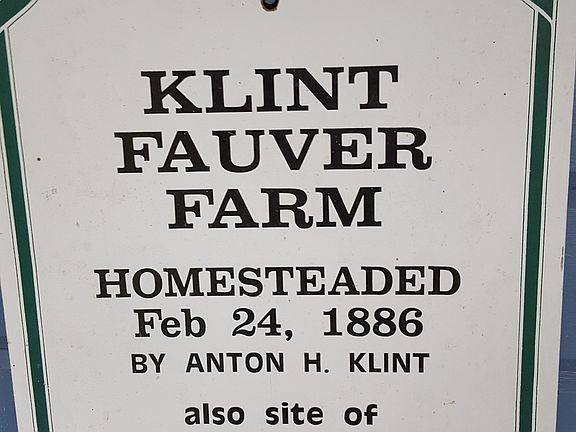 KLINT
FAUVER
FARM
HOMESTEADED
Feb 24, 1886
BY ANTON H. KLINT
also site of